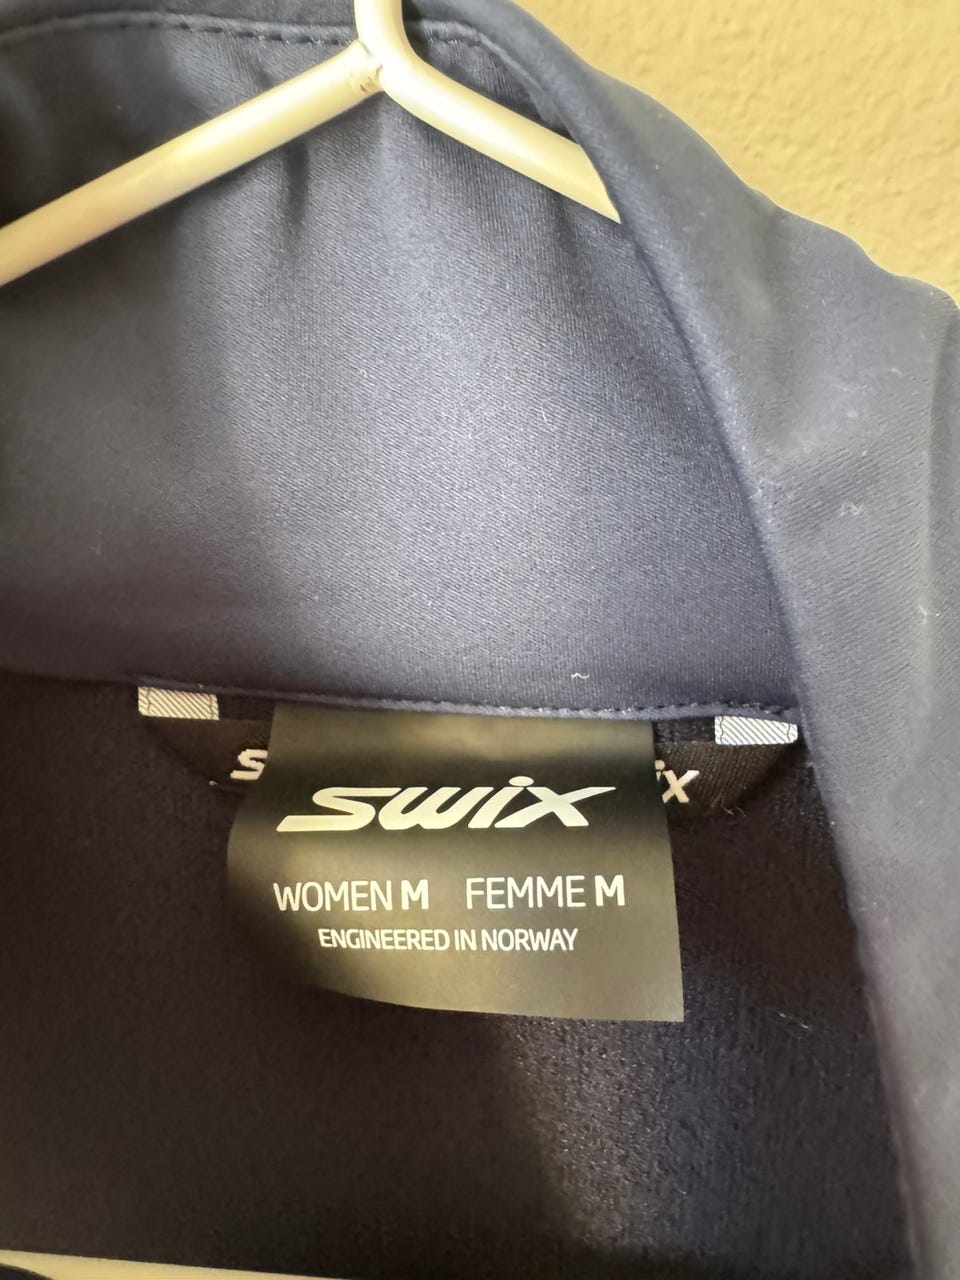 swix
WOMEN M FEMME M
ENGINEERED IN NORWAY